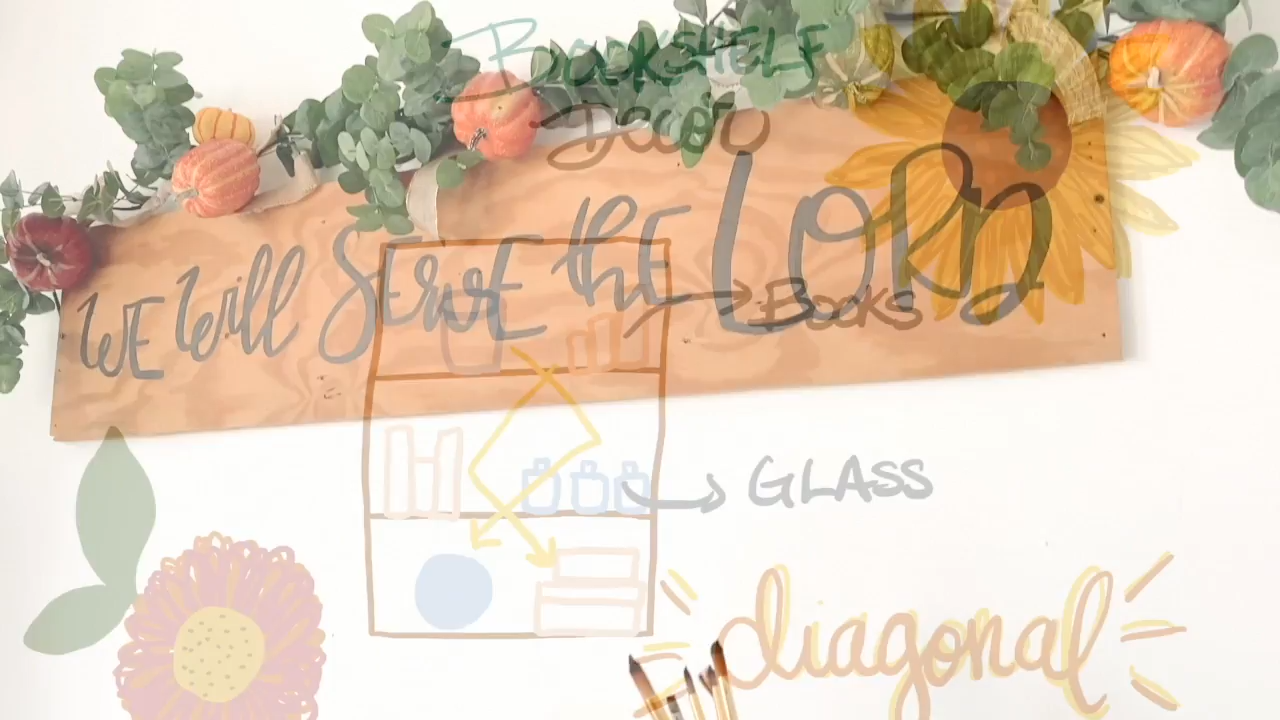 BOOKSHELF
DECOR
WE Will SERVE the LORD
BOOKS
GLASS
diagonal